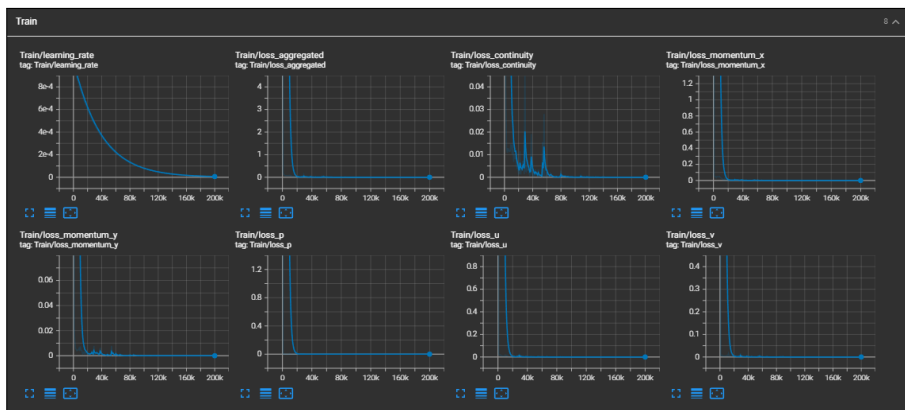 Train
8
Train/learning_rate
tag: Train/learning_rate
8e-4
6e-4
4e-4
2e-4
0
0 40k 80k 120k 160k 200k
Train/loss_aggregated
tag: Train/loss_aggregated
4
3
2
1
0
0 40k 80k 120k 160k 200k
Train/loss_continuity
tag: Train/loss_continuity
0.04
0.03
0.02
0.01
0
0 40k 80k 120k 160k 200k
Train/loss_momentum_x
tag: Train/loss_momentum_x
1.2
1
0.8
0.6
0.4
0.2
0
0 40k 80k 120k 160k 200k
Train/loss_momentum_y
tag: Train/loss_momentum_y
0.06
0.04
0.02
0
0 40k 80k 120k 160k 200k
Train/loss_p
tag: Train/loss_p
1.2
0.8
0.4
0
0 40k 80k 120k 160k 200k
Train/loss_u
tag: Train/loss_u
0.8
0.6
0.4
0.2
0
0 40k 80k 120k 160k 200k
Train/loss_v
tag: Train/loss_v
0.4
0.3
0.2
0.1
0
0 40k 80k 120k 160k 200k